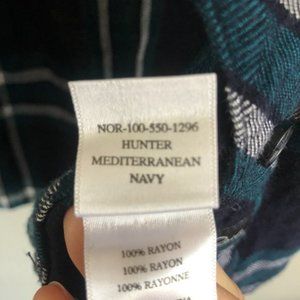 NOR-100-550-1296
HUNTER
MEDITERRANEAN
NAVY
100% RAYON
100% RAYON
100% RAYONNE